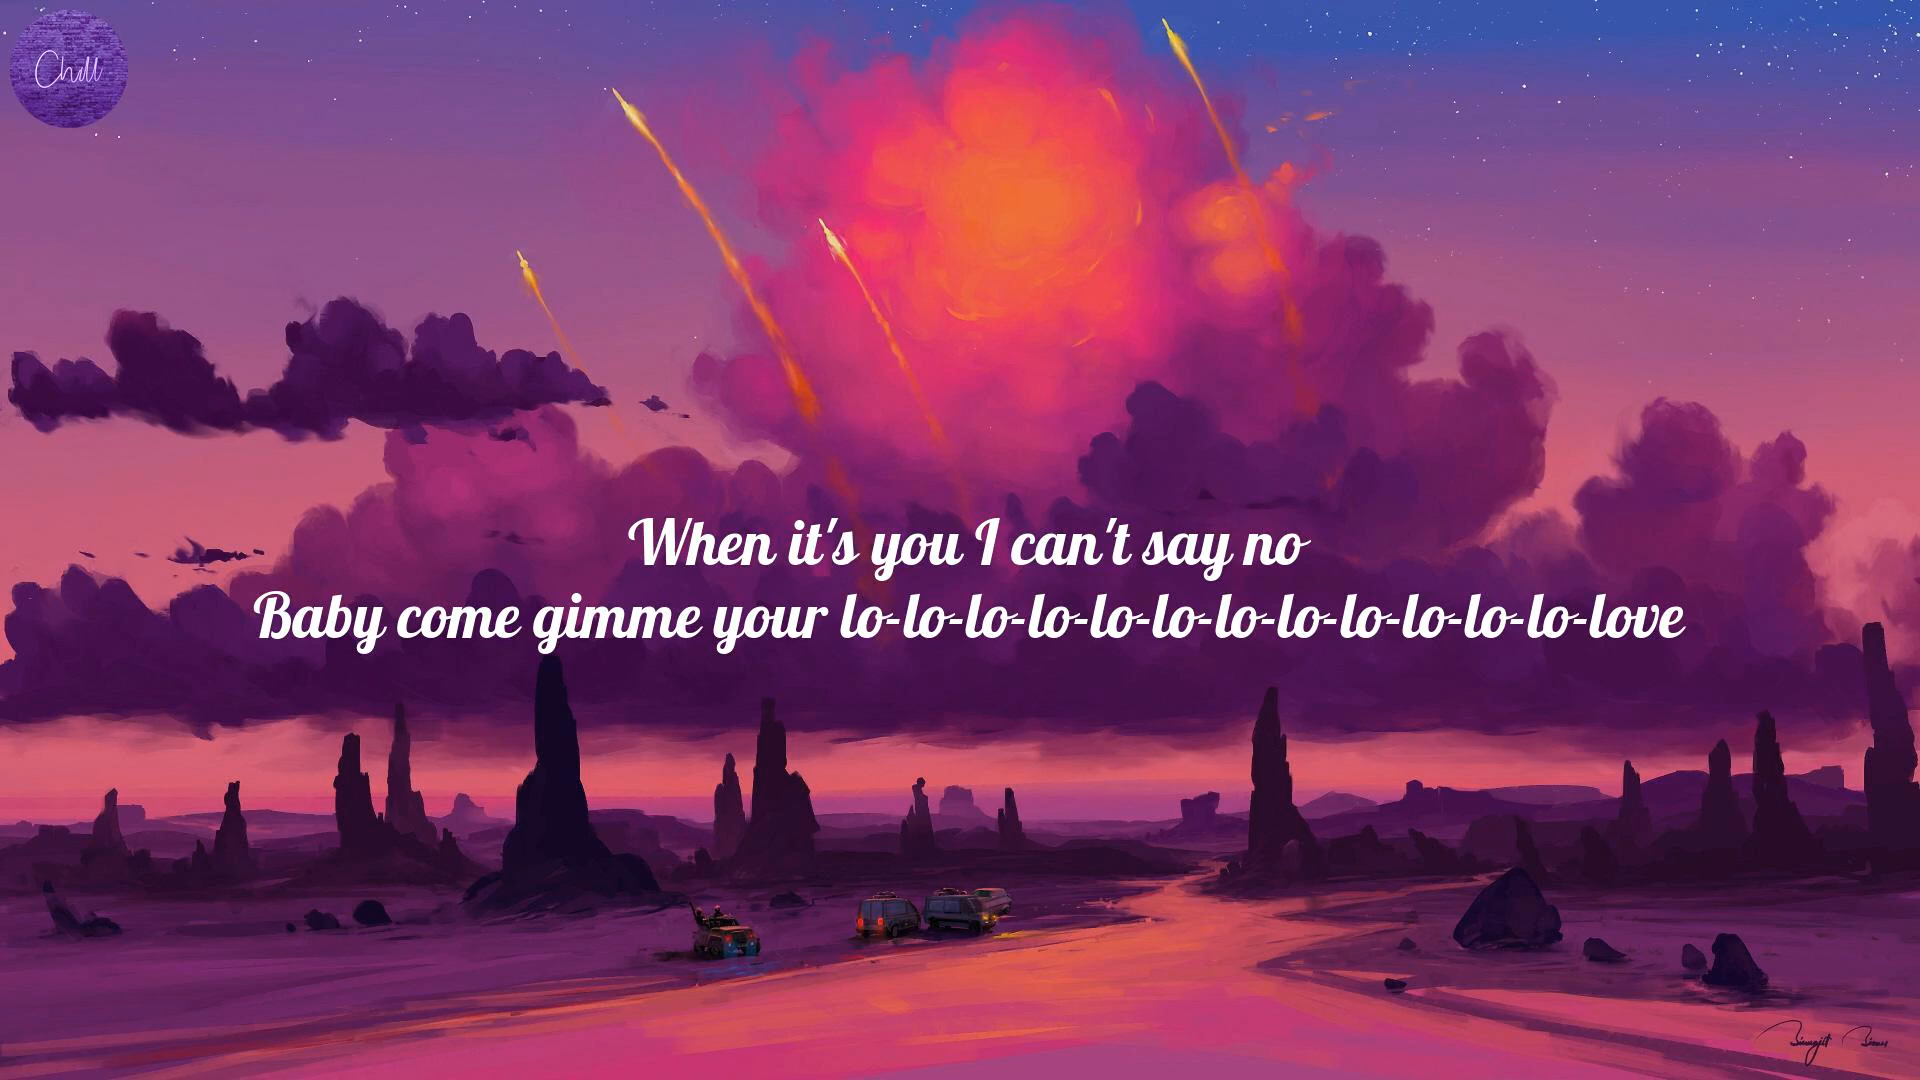 Chill
When it's you I can't say no
Baby come gimme your lo-lo-lo-lo-lo-lo-lo-lo-lo-lo-lo-lo-love